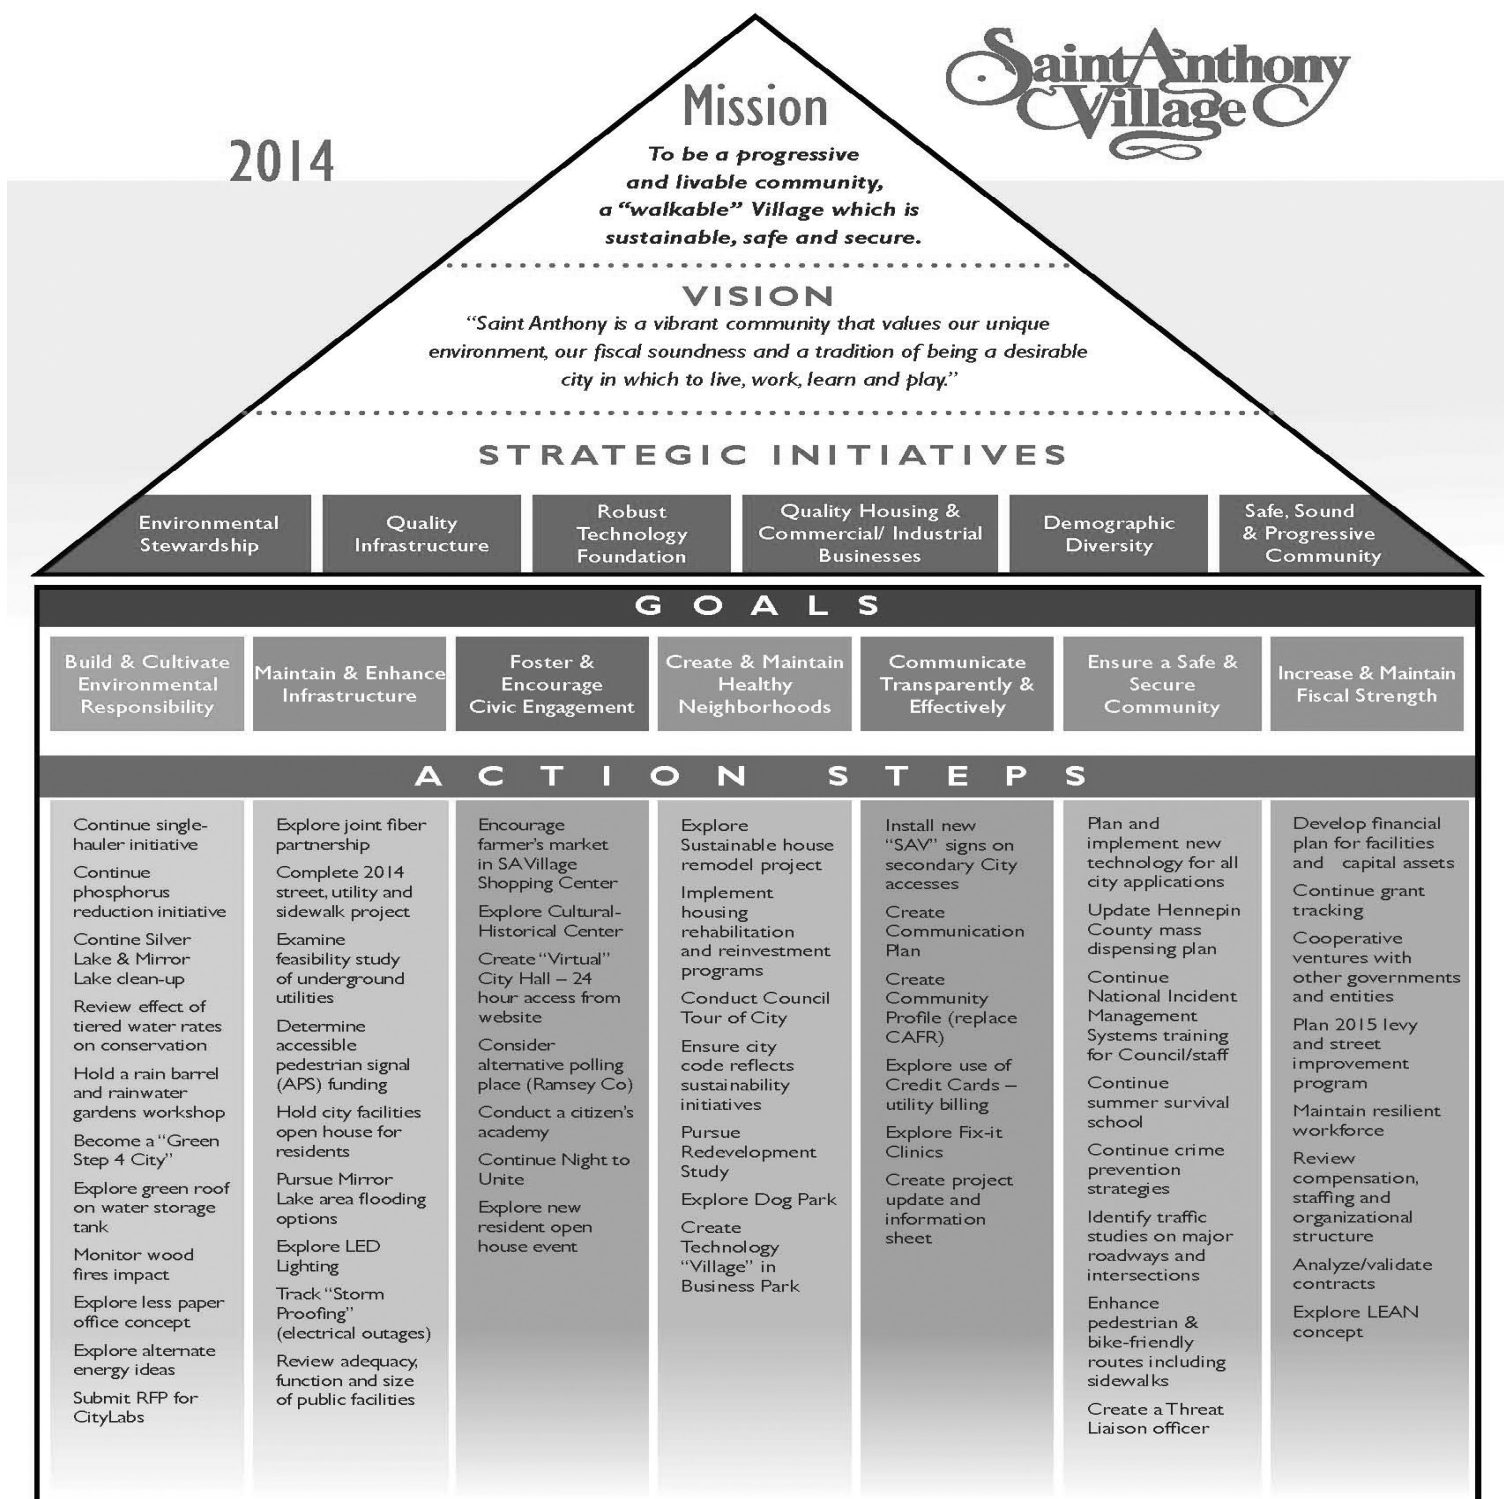 2014
Saint Anthony
Village
Mission
To be a progressive
and livable community,
a “walkable” Village which is
sustainable, safe and secure.
VISION
“Saint Anthony is a vibrant community that values our unique
environment, our fiscal soundness and a tradition of being a desirable
city in which to live, work, learn and play.”
STRATEGIC INITIATIVES
Environmental
Stewardship
Quality
Infrastructure
Robust
Technology
Foundation
Quality Housing &
Commercial/ Industrial
Businesses
Demographic
Diversity
Safe, Sound
& Progressive
Community
GOALS
Build & Cultivate
Environmental
Responsibility
Maintain & Enhance
Infrastructure
Foster &
Encourage
Civic Engagement
Create & Maintain
Healthy
Neighborhoods
Communicate
Transparently &
Effectively
Ensure a Safe &
Secure
Community
Increase & Maintain
Fiscal Strength
ACTION STEPS
Continue single-
hauler initiative
Continue
phosphorus
reduction initiative
Contine Silver
Lake & Mirror
Lake clean-up
Review effect of
tiered water rates
on conservation
Hold a rain barrel
and rainwater
gardens workshop
Become a “Green
Step 4 City”
Explore green roof
on water storage
tank
Monitor wood
fires impact
Explore less paper
office concept
Explore alternate
energy ideas
Submit RFP for
CityLabs
Explore joint fiber
partnership
Complete 2014
street, utility and
sidewalk project
Examine
feasibility study
of underground
utilities
Determine
accessible
pedestrian signal
(APS) funding
Hold city facilities
open house for
residents
Pursue Mirror
Lake area flooding
options
Explore LED
Lighting
Track “Storm
Proofing”
(electrical outages)
Review adequacy,
function and size
of public facilities
Encourage
farmer’s market
in SAVillage
Shopping Center
Explore Cultural-
Historical Center
Create “Virtual”
City Hall – 24
hour access from
website
Consider
alternative polling
place (Ramsey Co)
Conduct a citizen’s
academy
Continue Night to
Unite
Explore new
resident open
house event
Explore
Sustainable house
remodel project
Implement
housing
rehabilitation
and reinvestment
programs
Conduct Council
Tour of City
Ensure city
code reflects
sustainability
initiatives
Pursue
Redevelopment
Study
Explore Dog Park
Create
Technology
“Village” in
Business Park
Install new
“SAV” signs on
secondary City
accesses
Create
Communication
Plan
Create
Community
Profile (replace
CAFR)
Explore use of
Credit Cards –
utility billing
Explore Fix-it
Clinics
Create project
update and
information
sheet
Plan and
implement new
technology for all
city applications
Update Hennepin
County mass
dispensing plan
Continue
National Incident
Management
Systems training
for Council/staff
Continue
summer survival
school
Continue crime
prevention
strategies
Identify traffic
studies on major
roadways and
intersections
Enhance
pedestrian &
bike-friendly
routes including
sidewalks
Create a Threat
Liaison officer
Develop financial
plan for facilities
and capital assets
Continue grant
tracking
Cooperative
ventures with
other governments
and entities
Plan 2015 levy
and street
improvement
program
Maintain resilient
workforce
Review
compensation,
staffing and
organizational
structure
Analyze/validate
contracts
Explore LEAN
concept